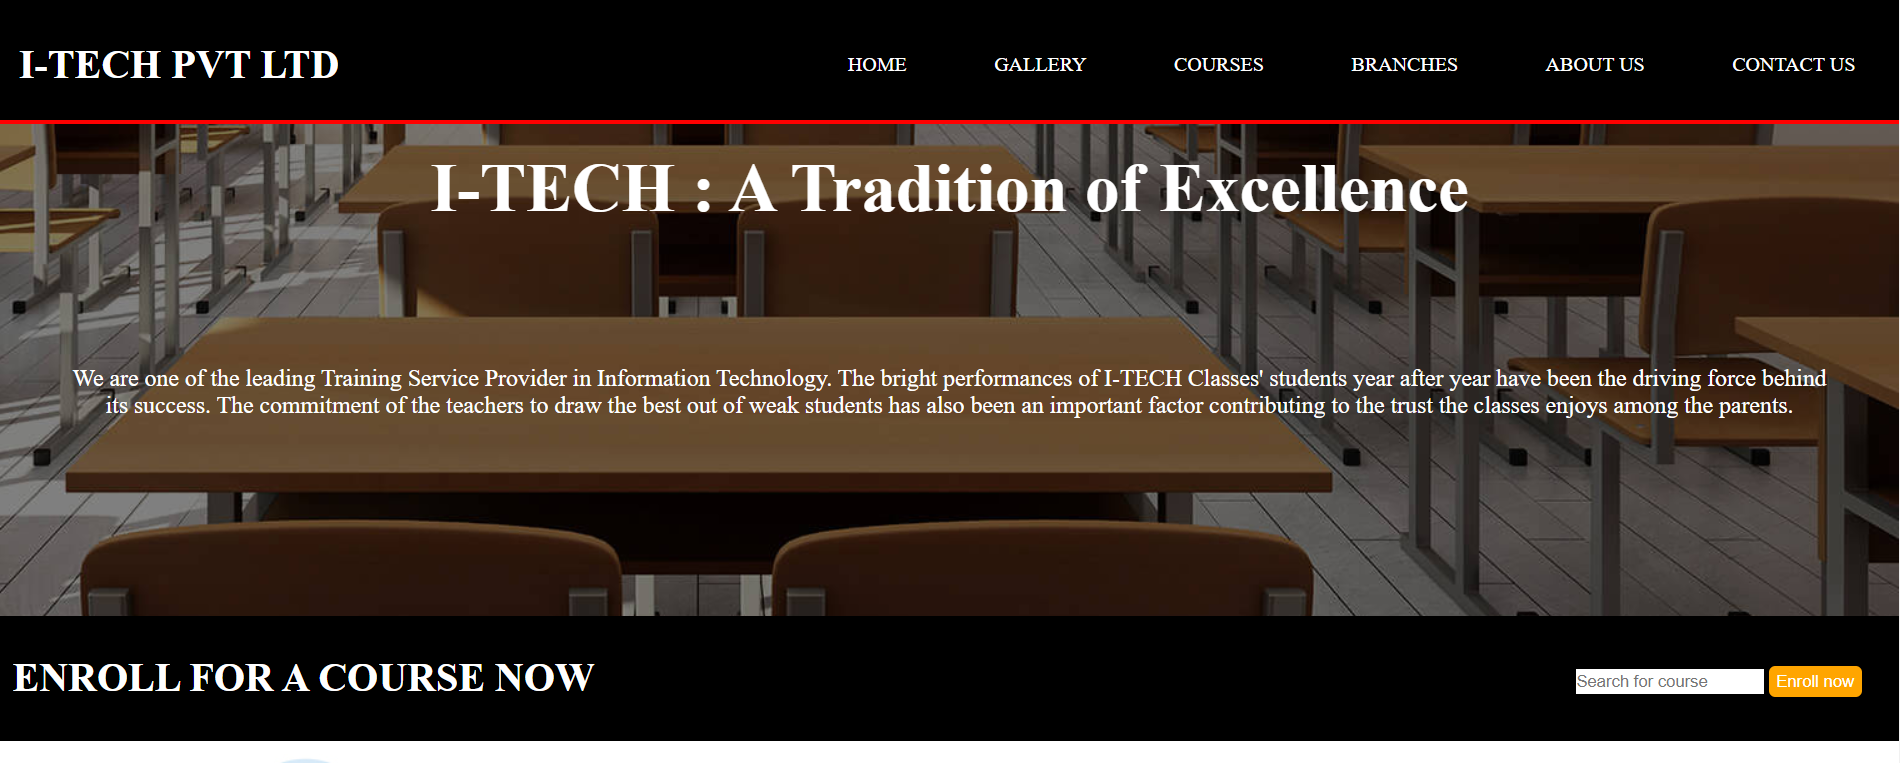 I-TECH PVT LTD
HOME GALLERY COURSES BRANCHES ABOUT US CONTACT US
I-TECH : A Tradition of Excellence
We are one of the leading Training Service Provider in Information Technology. The bright performances of I-TECH Classes' students year after year have been the driving force behind
its success. The commitment of the teachers to draw the best out of weak students has also been an important factor contributing to the trust the classes enjoys among the parents.
ENROLL FOR A COURSE NOW
Search for course Enroll now